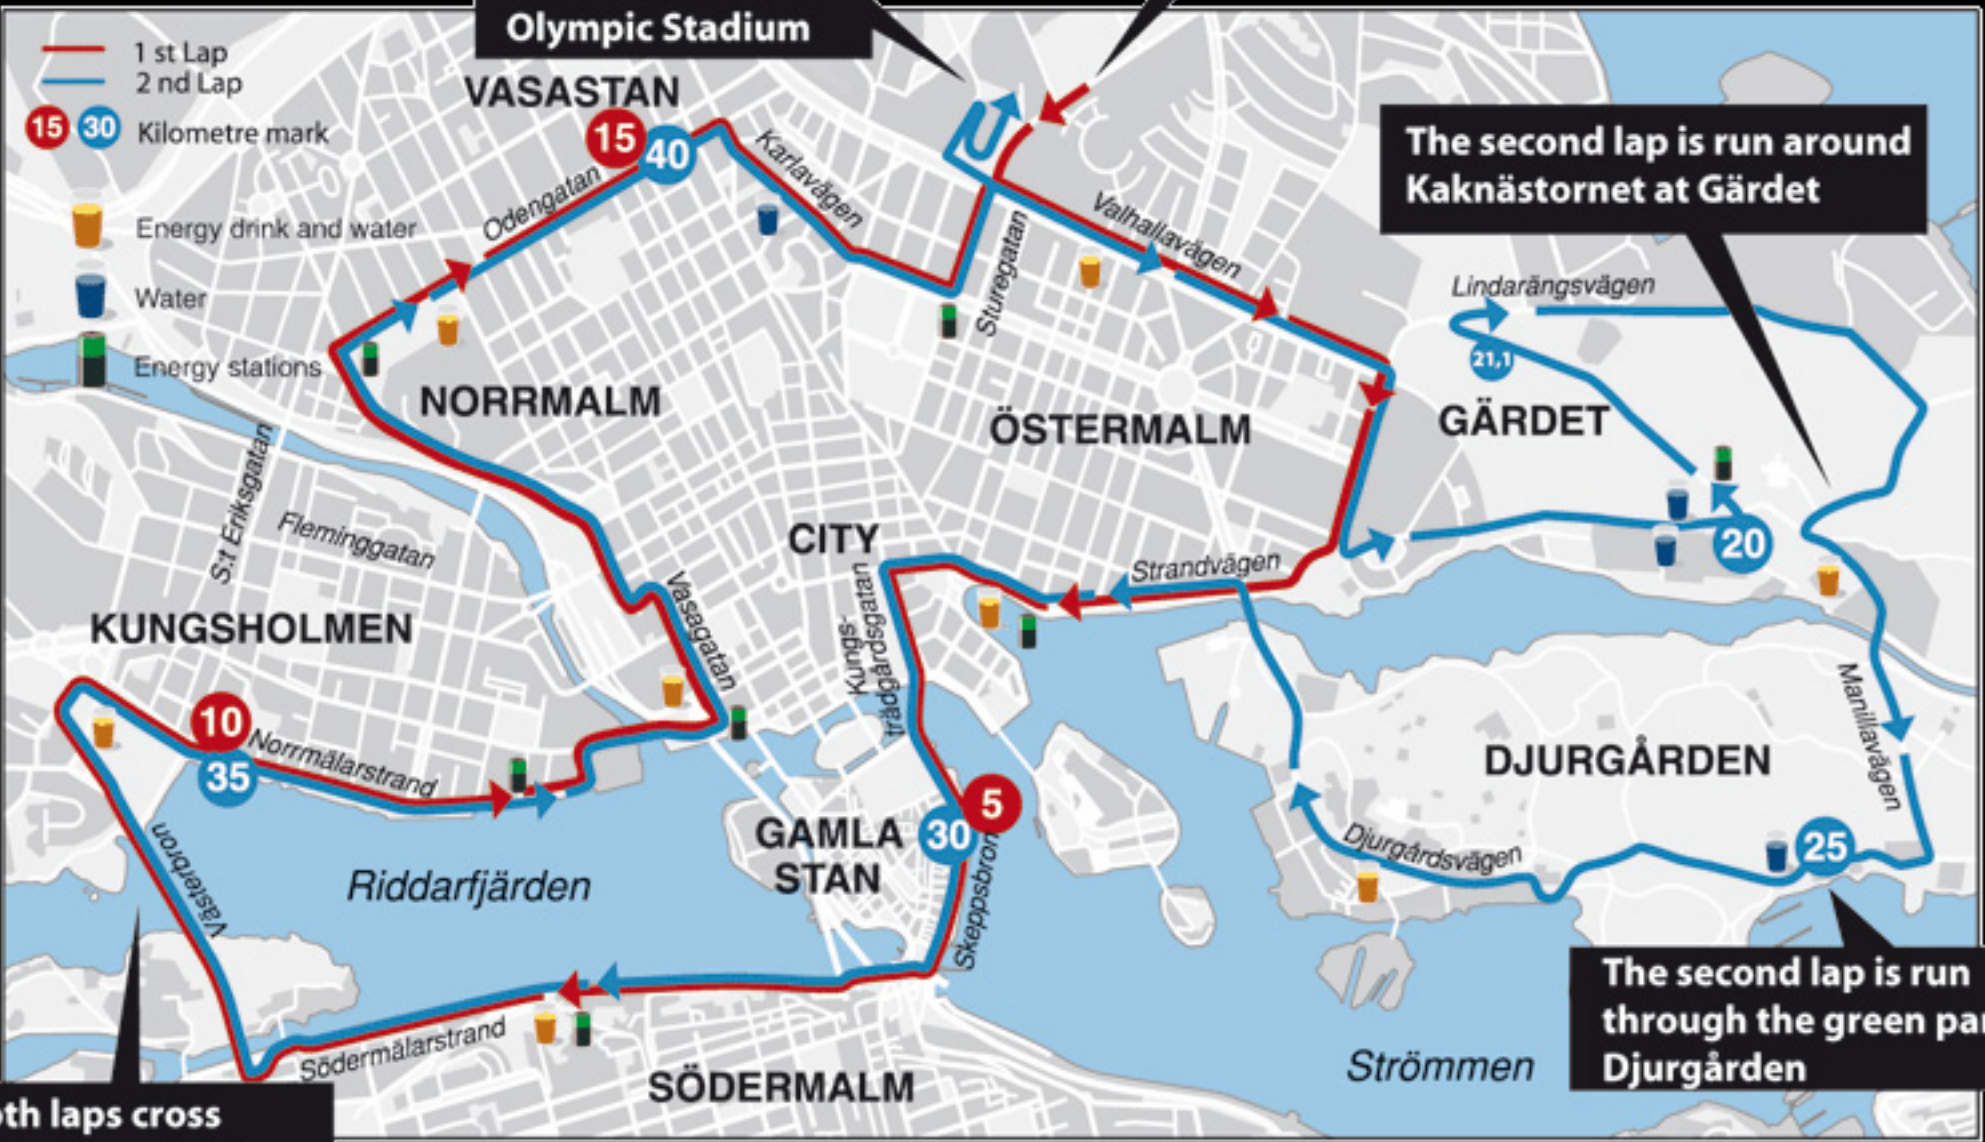 Olympic Stadium
1 st Lap
2 nd Lap
15 30 Kilometre mark
Energy drink and water
Water
Energy stations
VASASTAN
15
40
Odengatan
Karlavägen
Sturegatan
Valhallavägen
The second lap is run around
Kaknästornet at Gärdet
Lindarängsvägen
21,1
NORRMALM
ÖSTERMALM
GÄRDET
S:t Eriksgatan
Fleminggatan
CITY
20
Strandvägen
KUNGSHOLMEN
Vasagatan
Kungs-
trädgårdsgatan
Manillavägen
10
35
Norrmälarstrand
DJURGÅRDEN
5
30
GAMLA
STAN
Skeppsbron
Djurgårdsvägen
25
Västerbron
Riddarfjärden
Södermälarstrand
SÖDERMALM
Strömmen
The second lap is run
through the green
Djurgården
laps cross